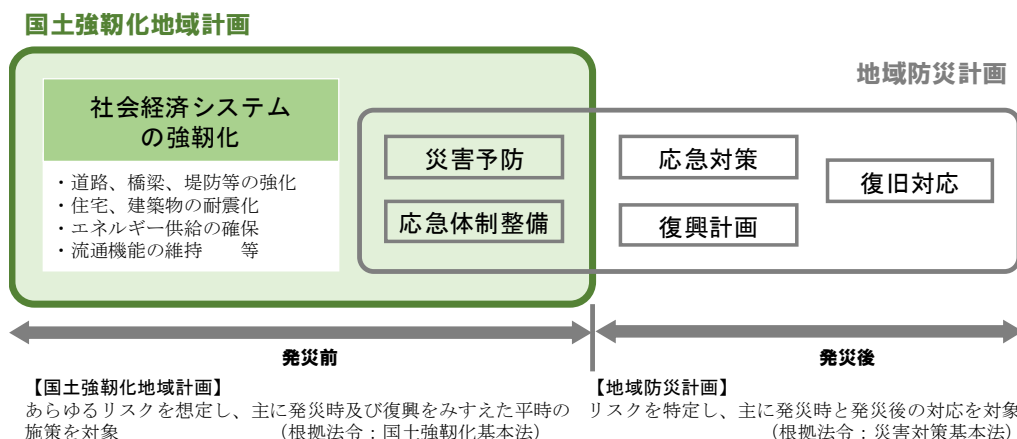 国土強靭化地域計画
地域防災計画
社会経済システム
の強靭化
・道路、橋梁、堤防等の強化
・住宅、建築物の耐震化
・エネルギー供給の確保
・流通機能の維持　等
災害予防
応急体制整備
応急対策
復興計画
復旧対応
発災前
発災後
【国土強靭化地域計画】
あらゆるリスクを想定し、主に発災時及び復興をみすえた平時の
施策を対象　（根拠法令：国土強靭化基本法）
【地域防災計画】
リスクを特定し、主に発災時と発災後の対応を対象
（根拠法令：災害対策基本法）